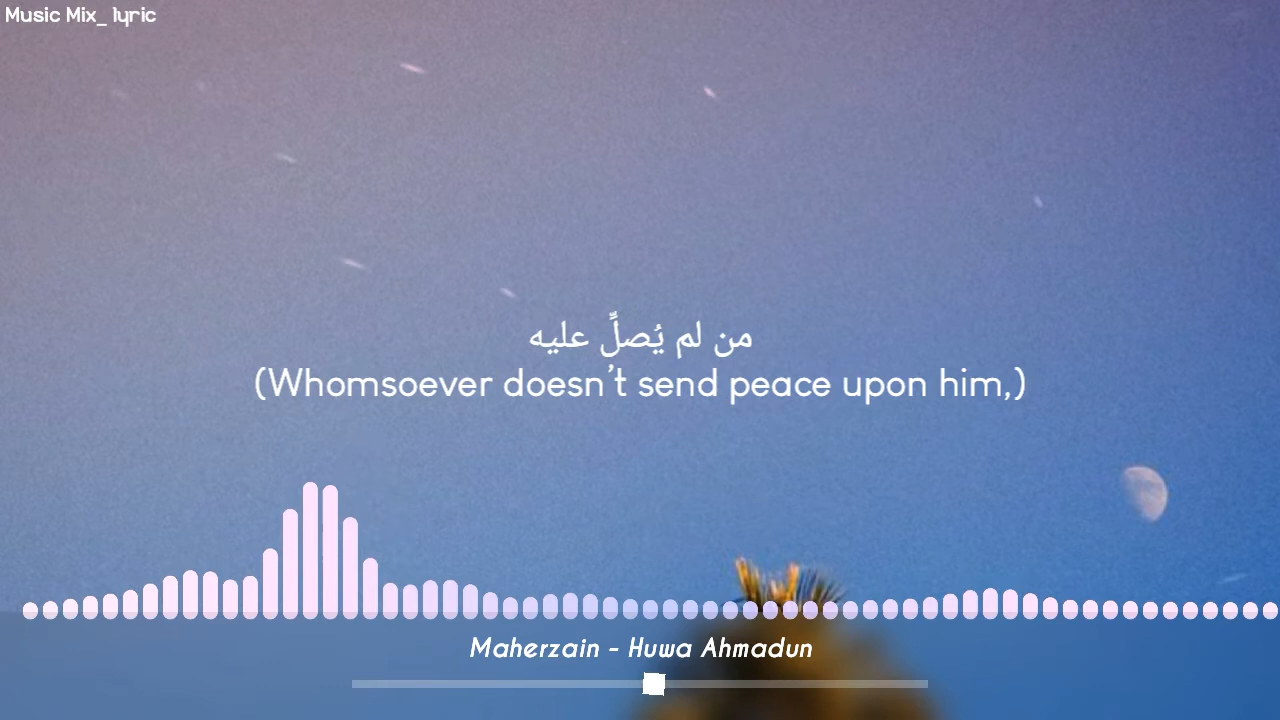 Music Mix_ lyric
من لم يُصلِّ عليه
(Whomsoever doesn't send peace upon him,)
Maherzain - Huwa Ahmadun